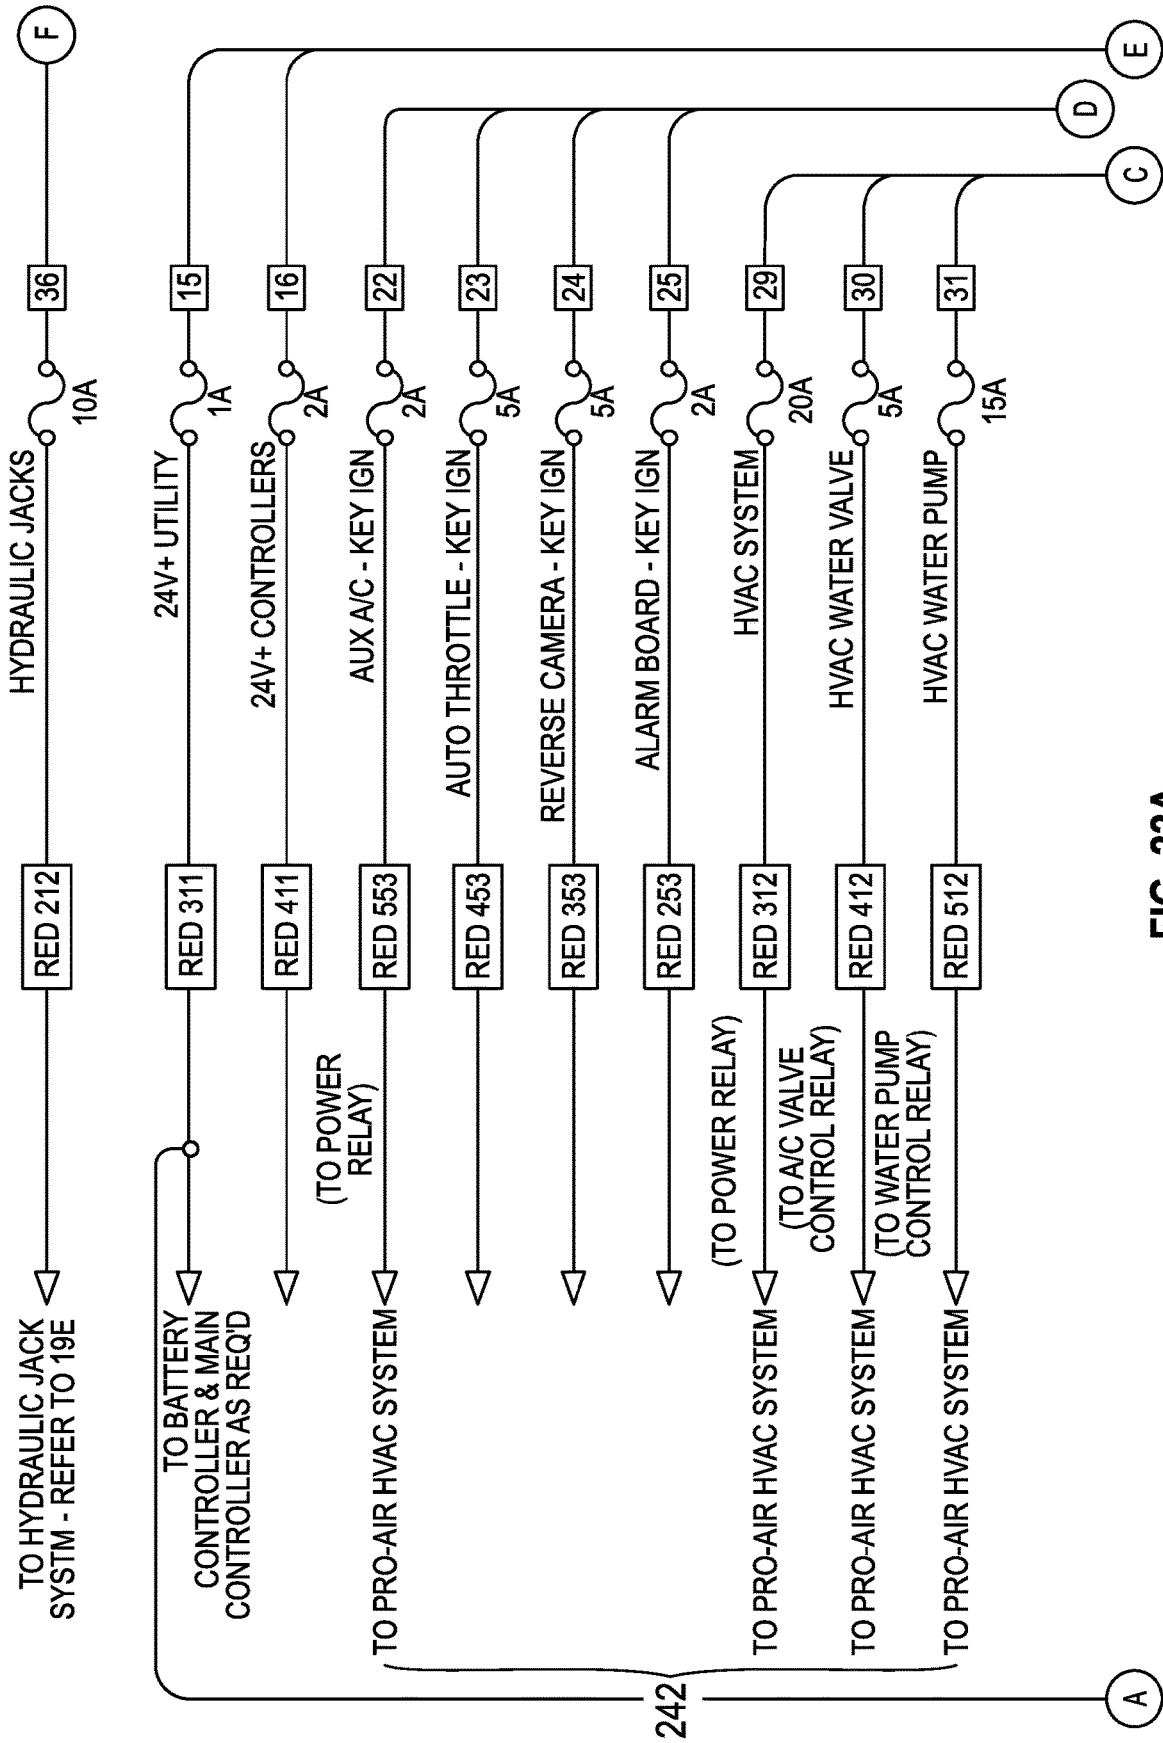 TO HYDRAULIC JACK
SYSTM - REFER TO 19E
RED 212
HYDRAULIC JACKS
10A
36
F
TO BATTERY
CONTROLLER & MAIN
CONTROLLER AS REQ'D
RED 311
24V+ UTILITY
1A
15
RED 411
24V+ CONTROLLERS
2A
16
E
TO PRO-AIR HVAC SYSTEM
(TO POWER
RELAY)
RED 553
AUX A/C - KEY IGN
2A
22
RED 453
AUTO THROTTLE - KEY IGN
5A
23
RED 353
REVERSE CAMERA - KEY IGN
5A
24
RED 253
ALARM BOARD - KEY IGN
2A
25
D
242
TO PRO-AIR HVAC SYSTEM
(TO POWER RELAY)
RED 312
HVAC SYSTEM
20A
29
TO PRO-AIR HVAC SYSTEM
(TO A/C VALVE
CONTROL RELAY)
RED 412
HVAC WATER VALVE
5A
30
TO PRO-AIR HVAC SYSTEM
(TO WATER PUMP
CONTROL RELAY)
RED 512
HVAC WATER PUMP
15A
31
C
A
FIG.